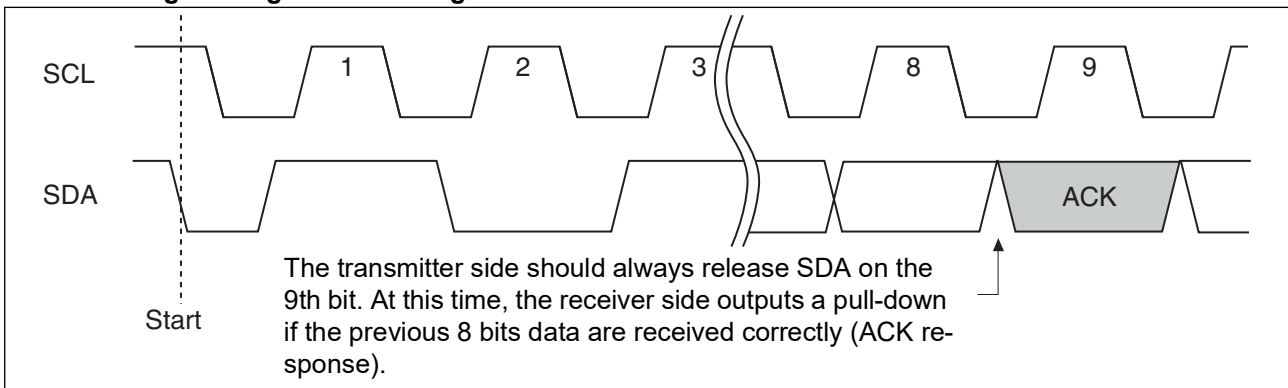 SCL
1
2
3
8
9
SDA
ACK
Start
The transmitter side should always release SDA on the
9th bit. At this time, the receiver side outputs a pull-down
if the previous 8 bits data are received correctly (ACK re-
sponse).